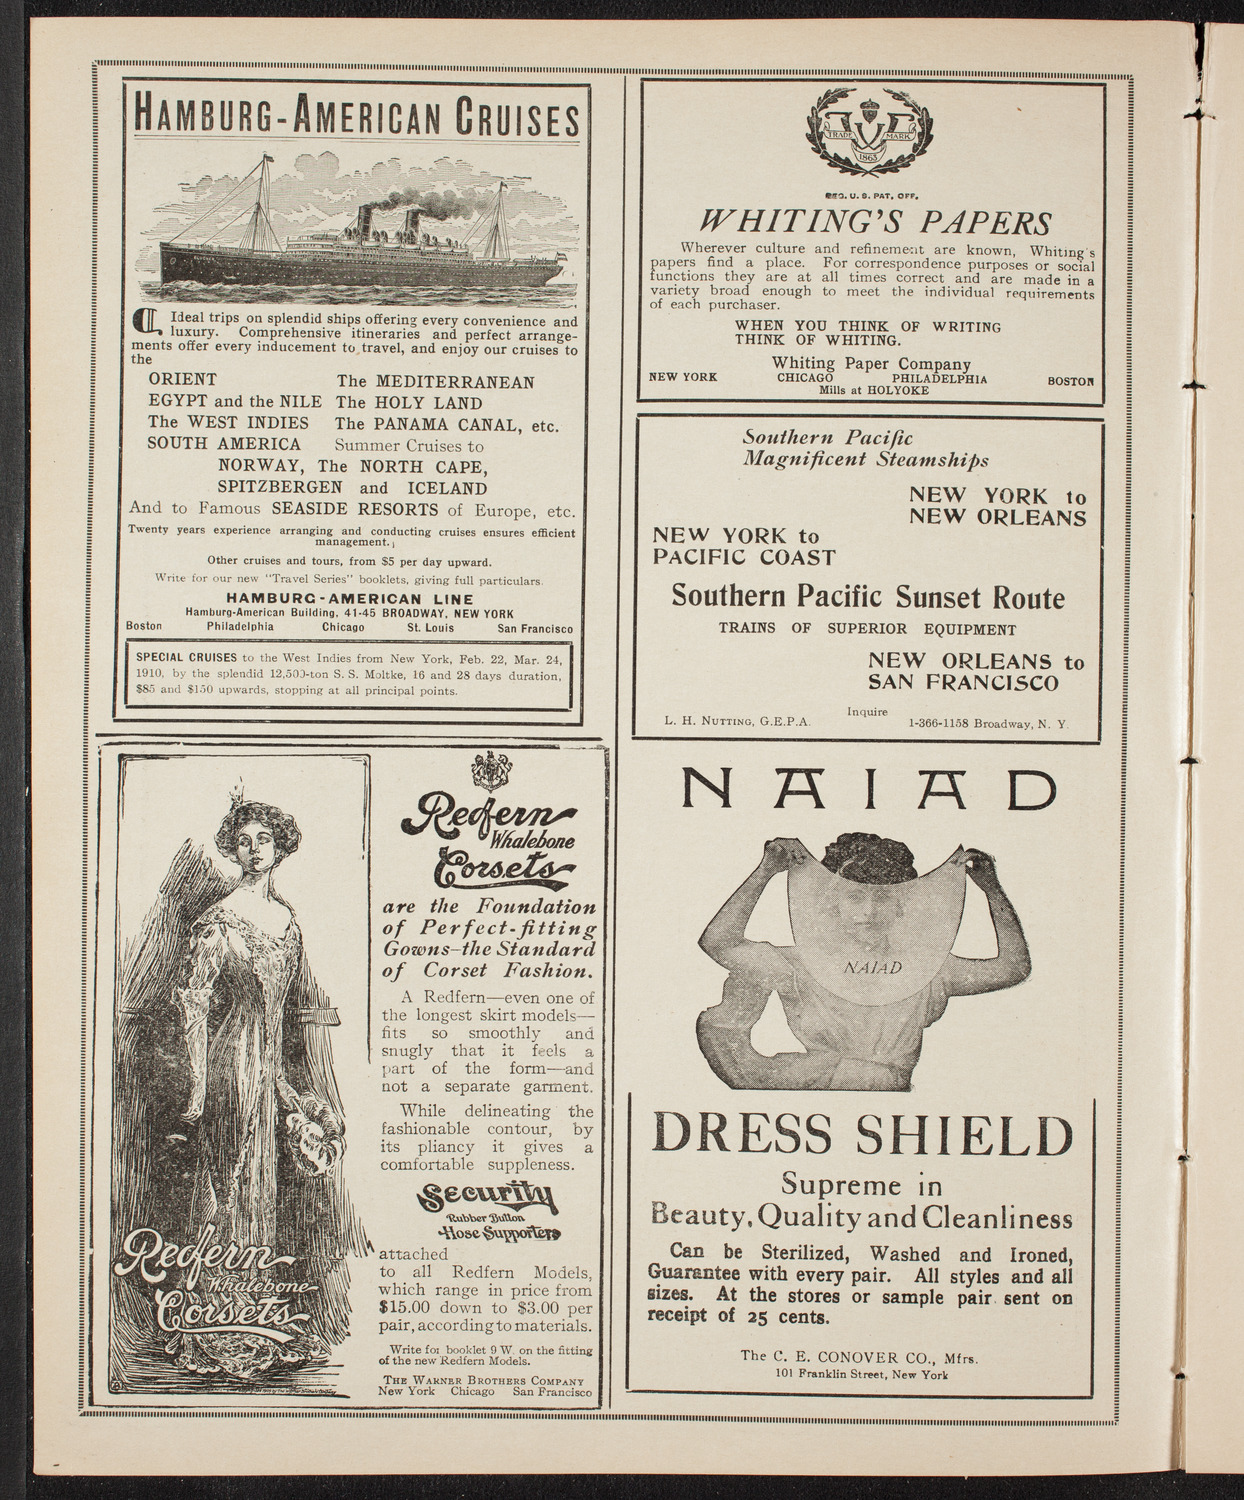 HAMBURG-AMERICAN CRUISES
Ideal trips on splendid ships offering every convenience and
luxury. Comprehensive itineraries and perfect arrange-
ments offer every inducement to travel, and enjoy our cruises to
the
ORIENT The MEDITERRANEAN
EGYPT and the NILE The HOLY LAND
The WEST INDIES The PANAMA CANAL, etc.
SOUTH AMERICA Summer Cruises to
NORWAY, The NORTH CAPE,
SPITZBERGEN and ICELAND
And to Famous SEASIDE RESORTS of Europe, etc.
Twenty years experience arranging and conducting cruises ensures efficient
management.
Other cruises and tours, from $5 per day upward.
Write for our new "Travel Series" booklets, giving full particulars.
HAMBURG-AMERICAN LINE
Hamburg-American Building, 41-45 BROADWAY, NEW YORK
Boston Philadelphia Chicago St. Louis San Francisco
SPECIAL CRUISES to the West Indies from New York, Feb. 22, Mar. 24,
1910, by the splendid 12,500-ton S. S. Moltke, 16 and 28 days duration,
$85 and $150 upwards, stopping at all principal points.
Redfern
Whalebone
Corsets
are the Foundation
of Perfect-fitting
Gowns—the Standard
of Corset Fashion.
A Redfern—even one of
the longest skirt models—
fits so smoothly and
snugly that it feels a
part of the form—and
not a separate garment.
While delineating the
fashionable contour, by
its pliancy it gives a
comfortable suppleness.
Security
Rubber Button
Hose Supporters
attached
to all Redfern Models,
which range in price from
$15.00 down to $3.00 per
pair, according to materials.
Write for booklet 9 W. on the fitting
of the new Redfern Models.
THE WARNER BROTHERS COMPANY
New York Chicago San Francisco
Redfern
Whalebone
Corsets
TRADE MARK
1865
REG. U. S. PAT. OFF.
WHITING'S PAPERS
Wherever culture and refinement are known, Whiting's
papers find a place. For correspondence purposes or social
functions they are at all times correct and are made in a
variety broad enough to meet the individual requirements
of each purchaser.
WHEN YOU THINK OF WRITING
THINK OF WHITING.
Whiting Paper Company
NEW YORK CHICAGO PHILADELPHIA BOSTON
Mills at HOLYOKE
Southern Pacific
Magnificent Steamships
NEW YORK to
NEW ORLEANS
NEW YORK to
PACIFIC COAST
Southern Pacific Sunset Route
TRAINS OF SUPERIOR EQUIPMENT
NEW ORLEANS to
SAN FRANCISCO
Inquire
L. H. NUTTING, G.E.P.A. 1-366-1158 Broadway, N. Y.
NAIAD
NAIAD
DRESS SHIELD
Supreme in
Beauty, Quality and Cleanliness
Can be Sterilized, Washed and Ironed,
Guarantee with every pair. All styles and all
sizes. At the stores or sample pair sent on
receipt of 25 cents.
The C. E. CONOVER CO., Mfrs.
101 Franklin Street, New York